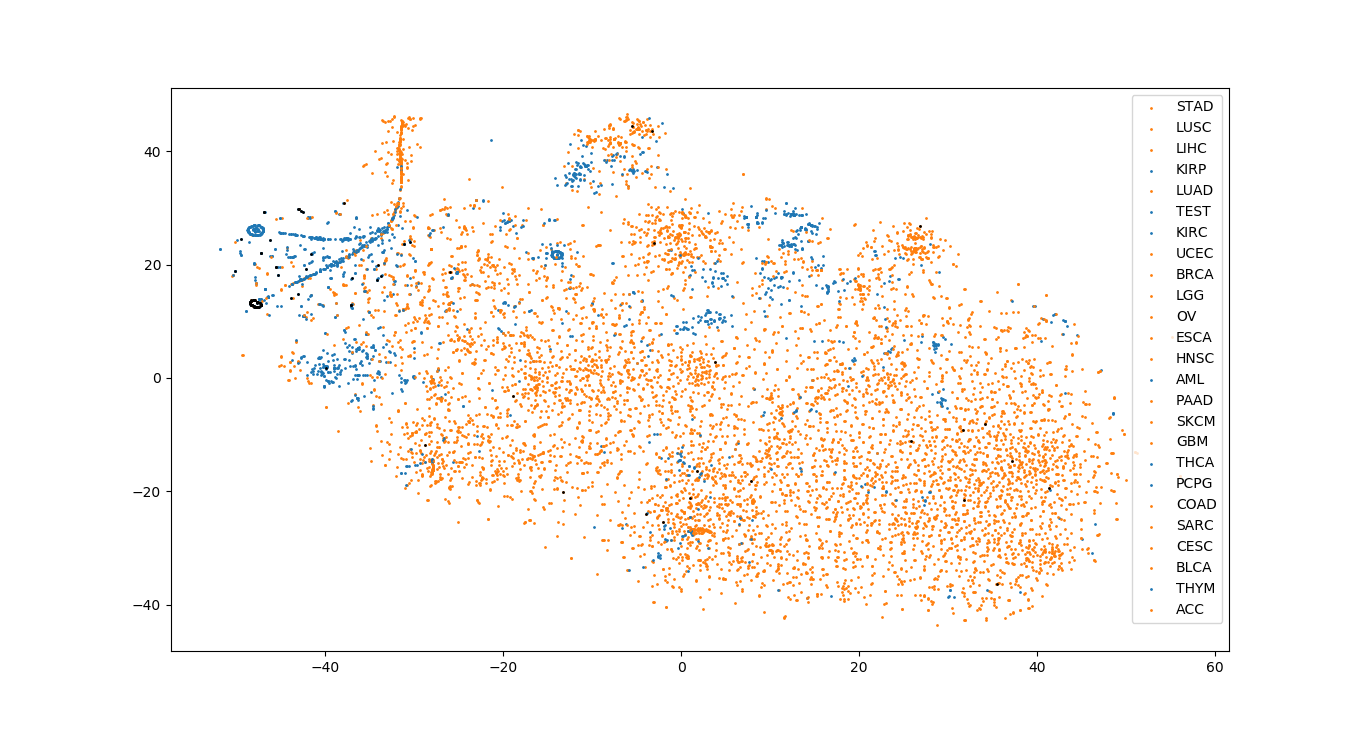 40
20
0
−20
−40
−40
−20
0
20
40
60
STAD
LUSC
LIHC
KIRP
LUAD
TEST
KIRC
UCEC
BRCA
LGG
OV
ESCA
HNSC
AML
PAAD
SKCM
GBM
THCA
PCPG
COAD
SARC
CESC
BLCA
THYM
ACC